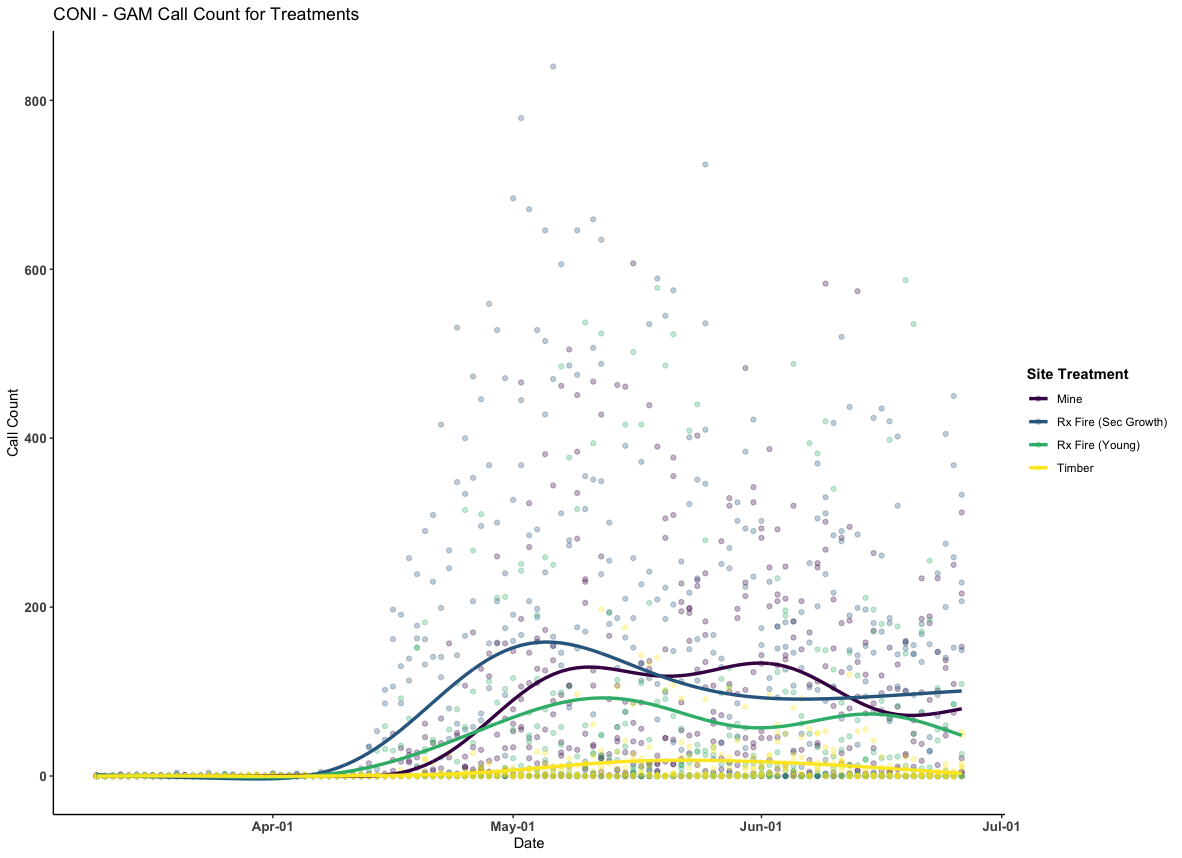 CONI - GAM Call Count for Treatments
800
600
400
200
0
Call Count
Apr-01
May-01
Jun-01
Jul-01
Date
Site Treatment
Mine
Rx Fire (Sec Growth)
Rx Fire (Young)
Timber